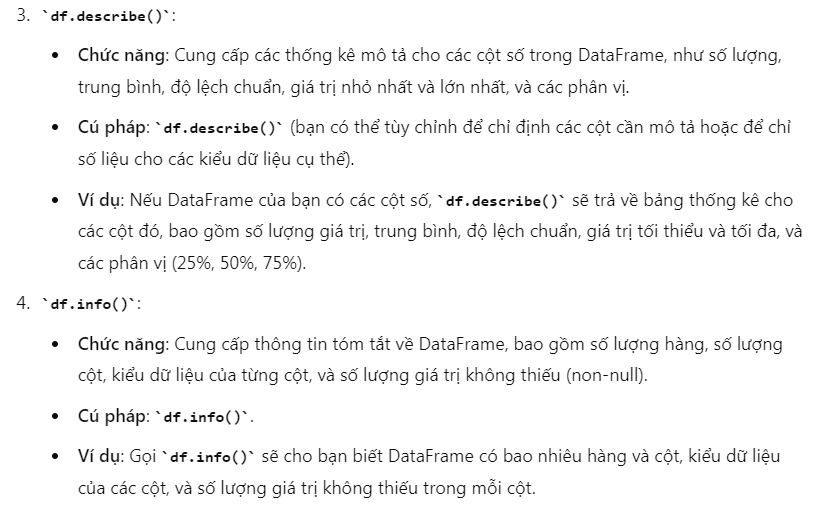 3. `df.describe()`:
• Chức năng: Cung cấp các thống kê mô tả cho các cột số trong DataFrame, như số lượng,
trung bình, độ lệch chuẩn, giá trị nhỏ nhất và lớn nhất, và các phân vị.
• Cú pháp: `df.describe()` (bạn có thể tùy chỉnh để chỉ định các cột cần mô tả hoặc để chỉ
số liệu cho các kiểu dữ liệu cụ thể).
• Ví dụ: Nếu DataFrame của bạn có các cột số, `df.describe()` sẽ trả về bảng thống kê cho
các cột đó, bao gồm số lượng giá trị, trung bình, độ lệch chuẩn, giá trị tối thiểu và tối đa, và
các phân vị (25%, 50%, 75%).
4. `df.info()`:
• Chức năng: Cung cấp thông tin tóm tắt về DataFrame, bao gồm số lượng hàng, số lượng
cột, kiểu dữ liệu của từng cột, và số lượng giá trị không thiếu (non-null).
• Cú pháp: `df.info()`.
• Ví dụ: Gọi `df.info()` sẽ cho bạn biết DataFrame có bao nhiêu hàng và cột, kiểu dữ liệu
của các cột, và số lượng giá trị không thiếu trong mỗi cột.